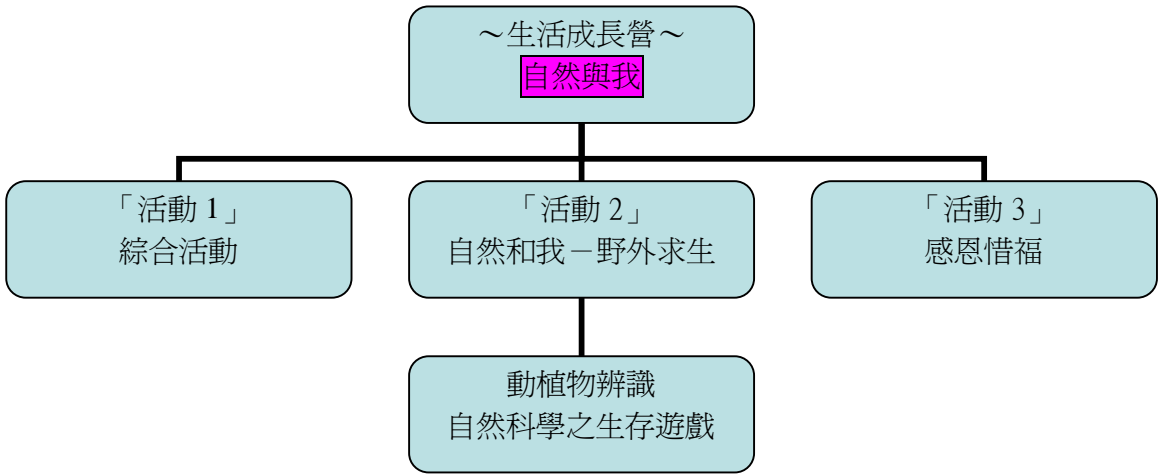 ～生活成長營～
自然與我
「活動 1」
綜合活動
「活動 2」
自然和我－野外求生
「活動 3」
感恩惜福
動植物辨識
自然科學之生存遊戲